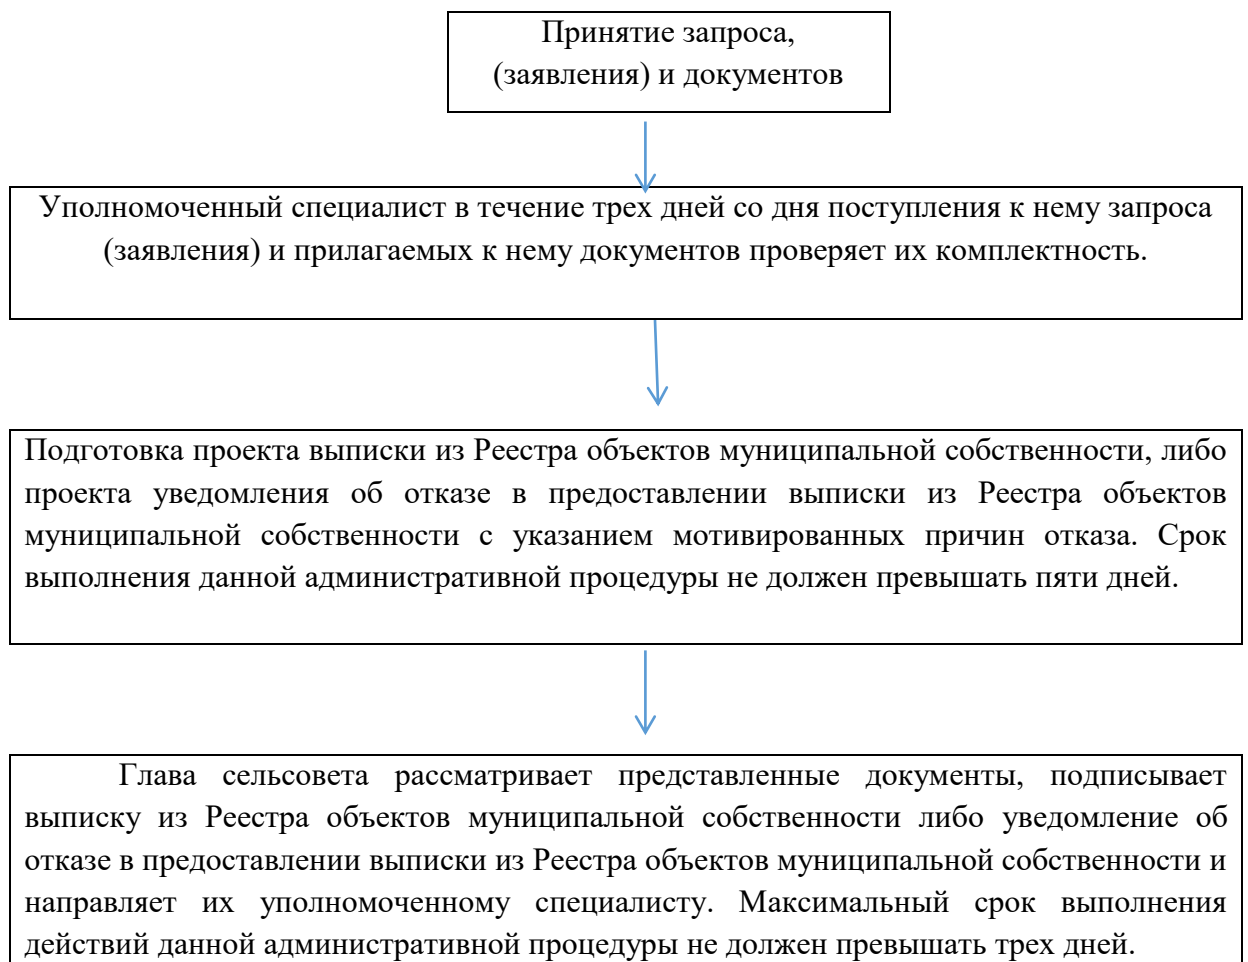 Принятие запроса,
(заявления) и документов
Уполномоченный специалист в течение трех дней со дня поступления к нему запроса
(заявления) и прилагаемых к нему документов проверяет их комплектность.
Подготовка проекта выписки из Реестра объектов муниципальной собственности, либо
проекта уведомления об отказе в предоставлении выписки из Реестра объектов
муниципальной собственности с указанием мотивированных причин отказа. Срок
выполнения данной административной процедуры не должен превышать пяти дней.
Глава сельсовета рассматривает представленные документы, подписывает
выписку из Реестра объектов муниципальной собственности либо уведомление об
отказе в предоставлении выписки из Реестра объектов муниципальной собственности и
направляет их уполномоченному специалисту. Максимальный срок выполнения
действий данной административной процедуры не должен превышать трех дней.